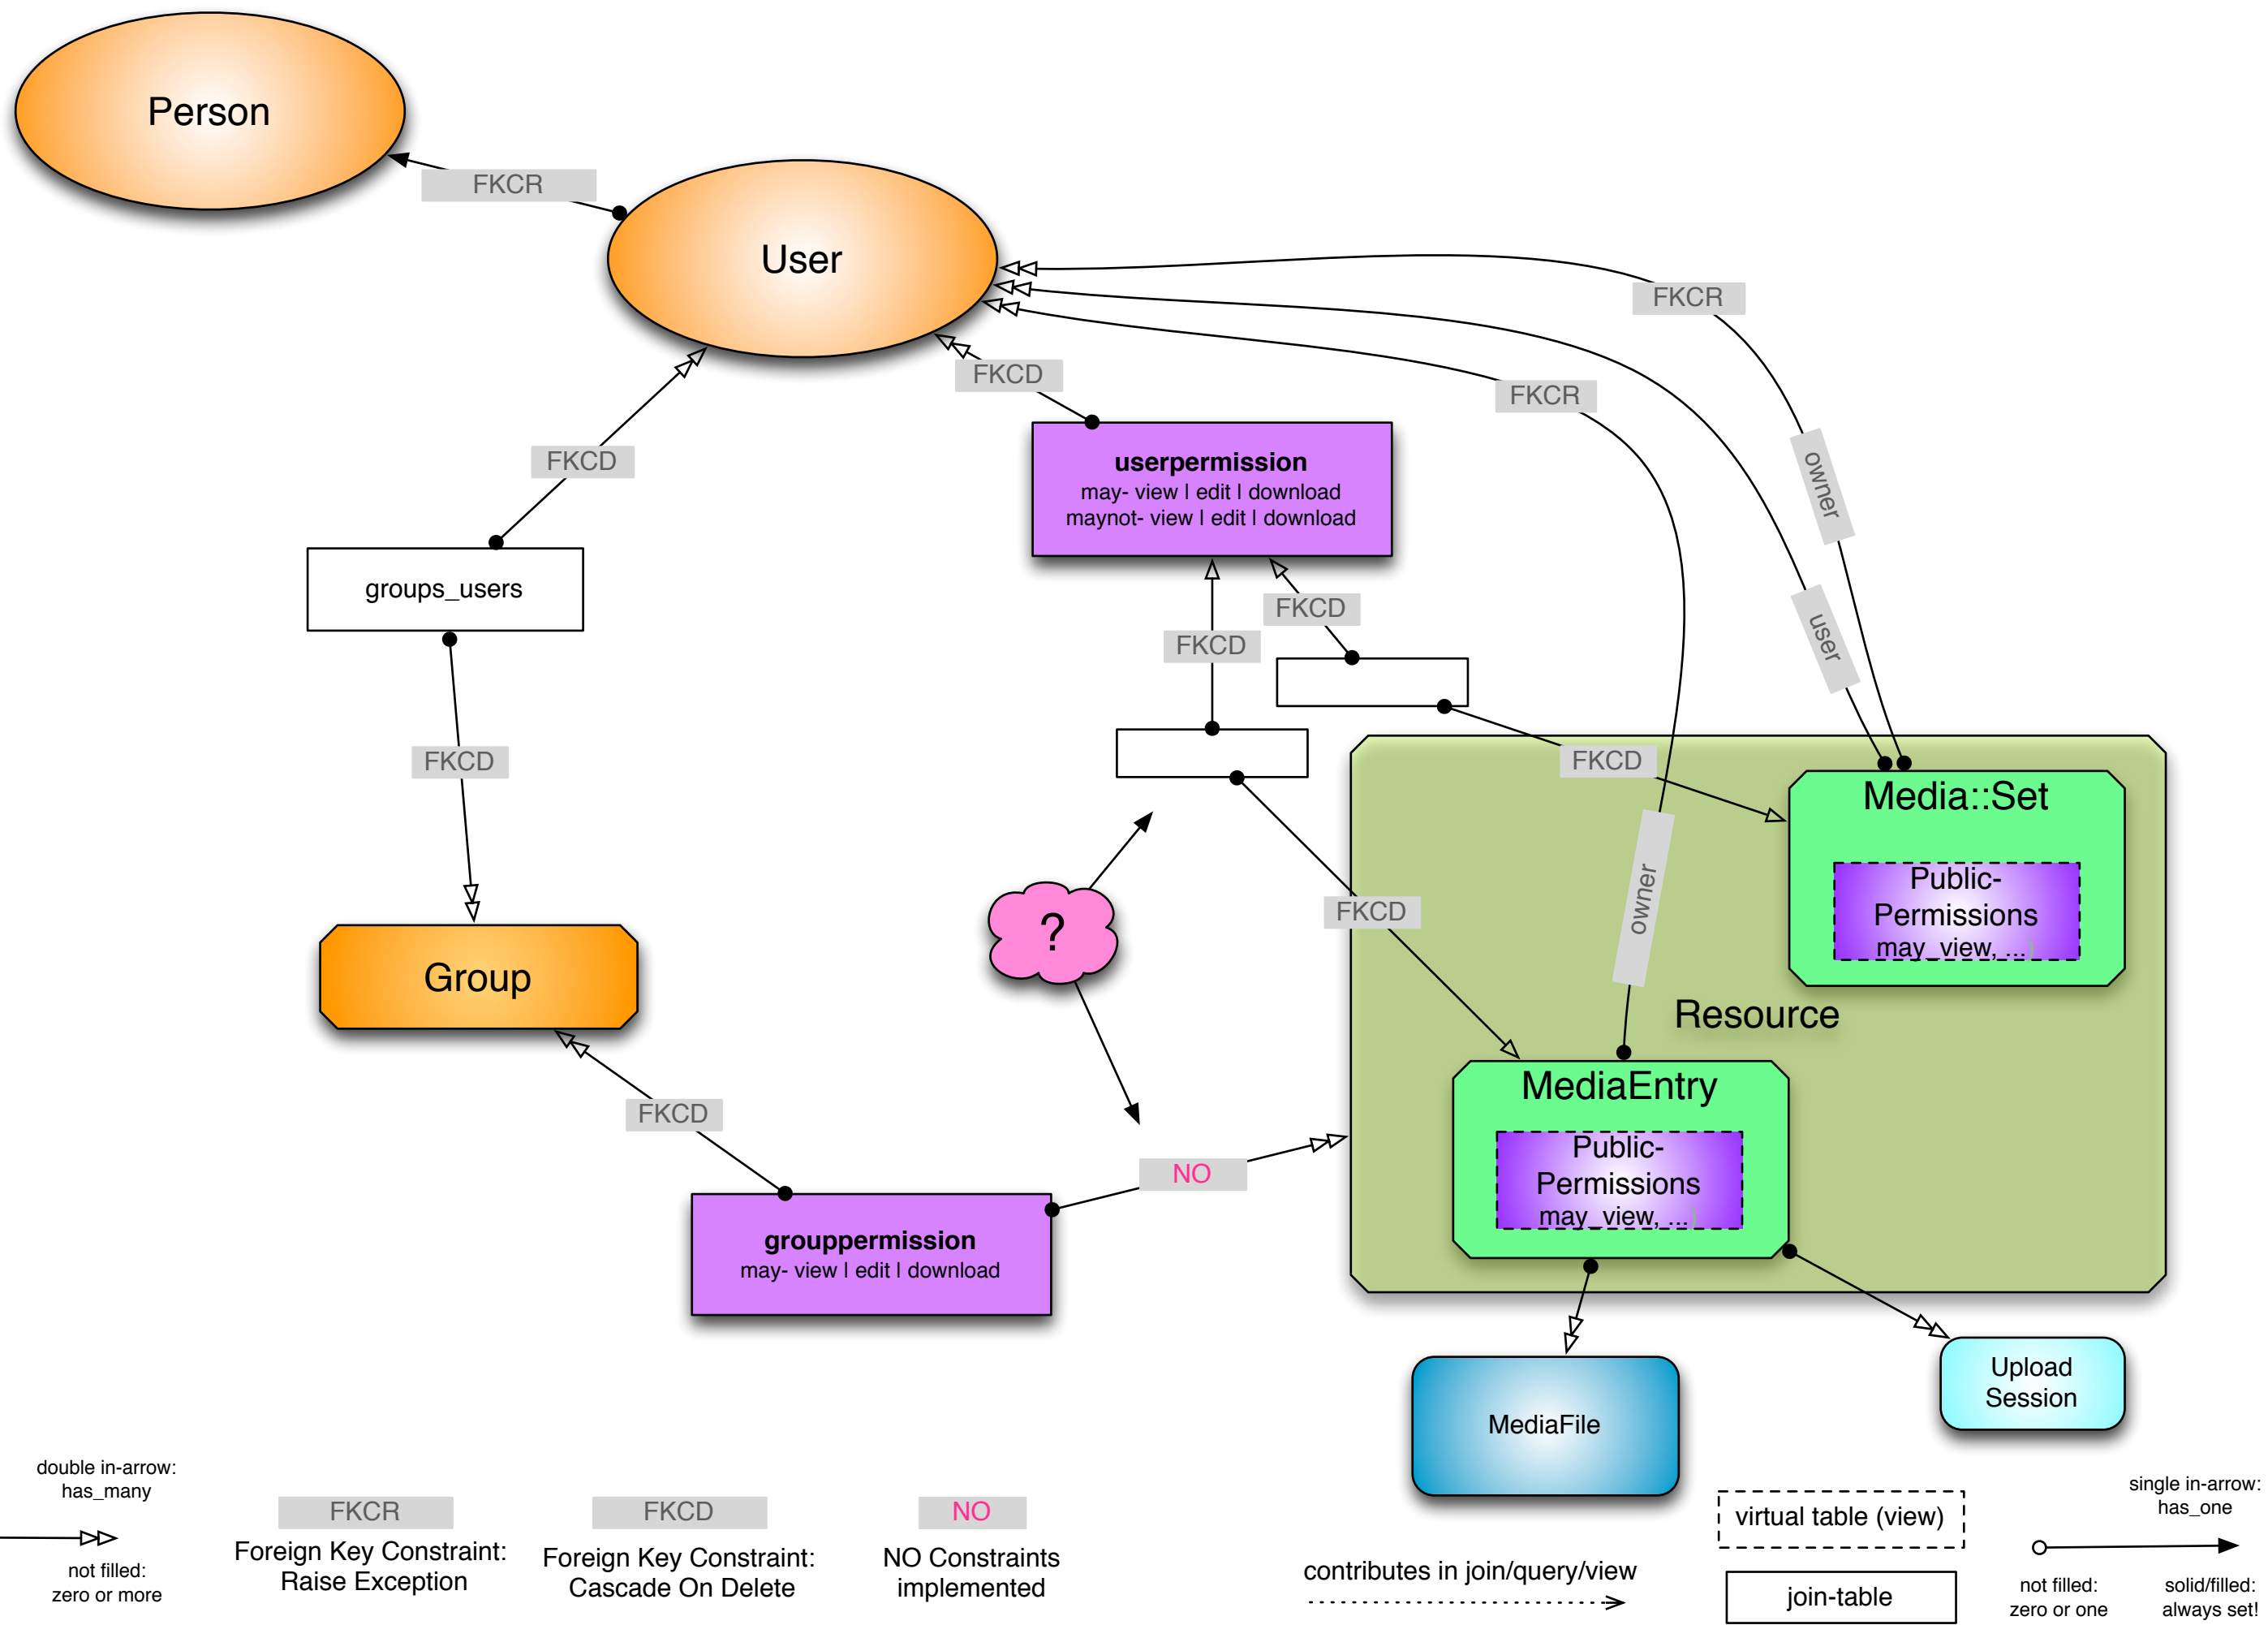 Person
FKCR
User
FKCR
FKCD
FKCR
owner
FKCD
userpermission
may- view | edit | download
maynot- view | edit | download
groups_users
FKCD
FKCD
user
FKCD
FKCD
Media::Set
Public-
Permissions
may_view, ...)
owner
FKCD
?
Group
Resource
MediaEntry
Public-
Permissions
may_view, ...)
FKCD
NO
grouppermission
may- view | edit | download
Upload
Session
MediaFile
double in-arrow:
has_many
not filled:
zero or more
FKCR
Foreign Key Constraint:
Raise Exception
FKCD
Foreign Key Constraint:
Cascade On Delete
NO
NO Constraints
implemented
contributes in join/query/view
virtual table (view)
join-table
single in-arrow:
has_one
not filled:
zero or one
solid/filled:
always set!